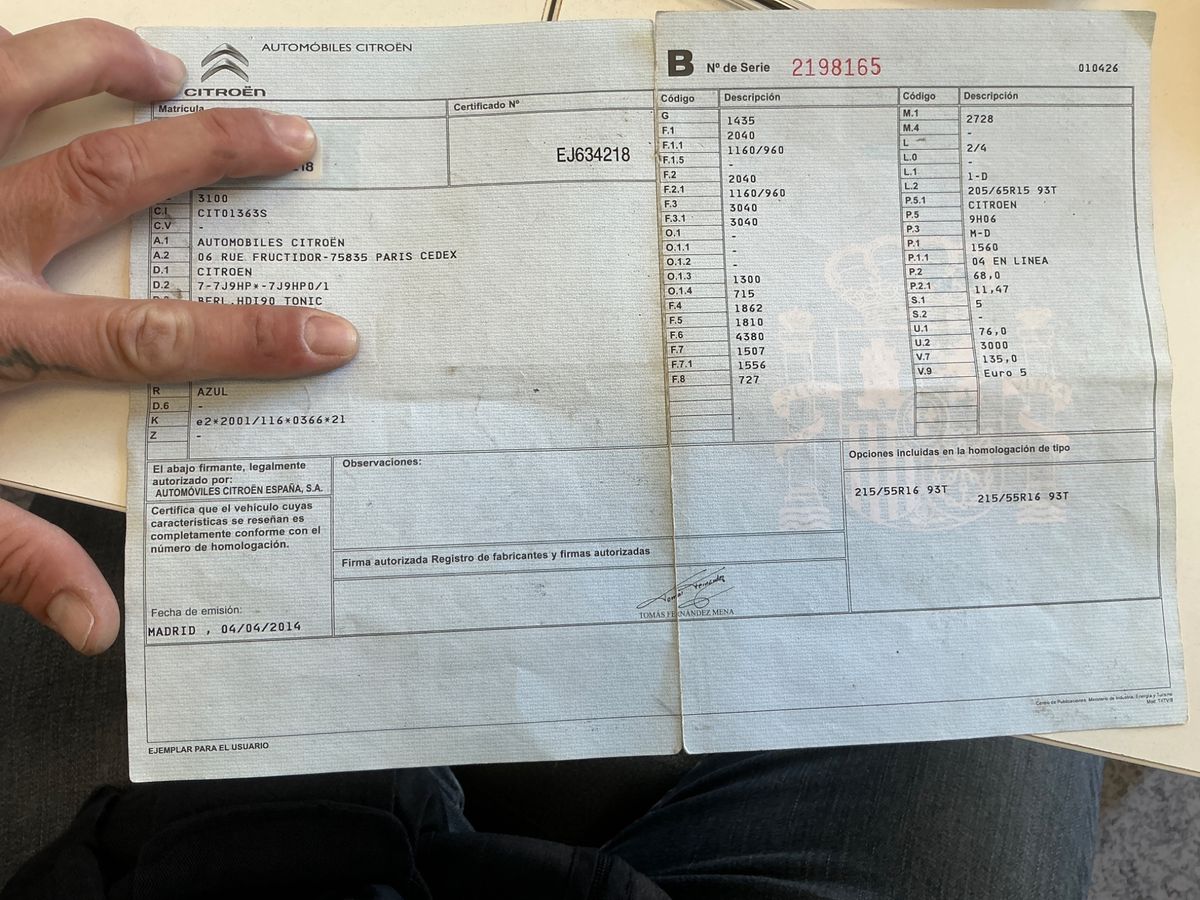 AUTOMÓBILES CITROËN
CITROËN
B Nº de Serie 2198165 010426
Matrícula
Certificado Nº
EJ634218
3100
C.I CIT01363S
C.V -
A.1 AUTOMOBILES CITROËN
A.2 06 RUE FRUCTIDOR-75835 PARIS CEDEX
D.1 CITROEN
D.2 7-7J9HP*-7J9HP0/1
BERL.HDI90 TONIC
R AZUL
D.6 -
K e2*2001/116*0366*21
Z -
Código Descripción
G 1435
F.1 2040
F.1.1 1160/960
F.1.5 -
F.2 2040
F.2.1 1160/960
F.3 3040
F.3.1 3040
O.1 -
O.1.1 -
O.1.2 -
O.1.3 1300
O.1.4 715
F.4 1862
F.5 1810
F.6 4380
F.7 1507
F.7.1 1556
F.8 727
Código Descripción
M.1 2728
M.4 -
L 2/4
L.0 -
L.1 1-D
L.2 205/65R15 93T
P.5.1 CITROEN
P.5 9H06
P.3 M-D
P.1 1560
P.1.1 04 EN LINEA
P.2 68,0
P.2.1 11,47
S.1 5
S.2 -
U.1 76,0
U.2 3000
V.7 135,0
V.9 Euro 5
El abajo firmante, legalmente
autorizado por:
AUTOMÓVILES CITROËN ESPAÑA, S.A.
Certifica que el vehiculo cuyas
características se reseñan es
completamente conforme con el
número de homologación.
Fecha de emisión:
MADRID , 04/04/2014
Observaciones:
Firma autorizada Registro de fabricantes y firmas autorizadas
TOMÁS FERNÁNDEZ MENA
Opciones incluidas en la homologación de tipo
215/55R16 93T 215/55R16 93T
EJEMPLAR PARA EL USUARIO
Centro de Publicaciones. Ministerio de Industria, Energía y Turismo